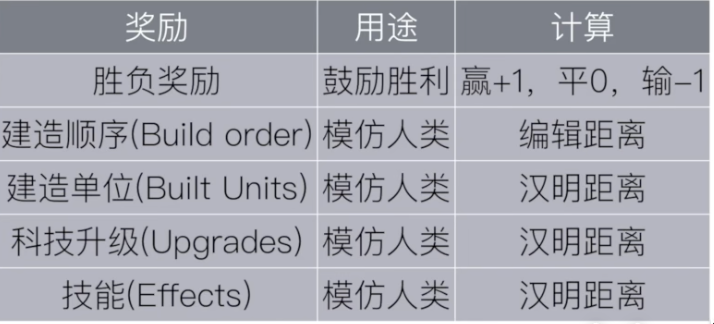 奖励 用途 计算
胜负奖励 鼓励胜利 赢+1，平0，输-1
建造顺序(Build order) 模仿人类 编辑距离
建造单位(Built Units) 模仿人类 汉明距离
科技升级(Upgrades) 模仿人类 汉明距离
技能(Effects) 模仿人类 汉明距离